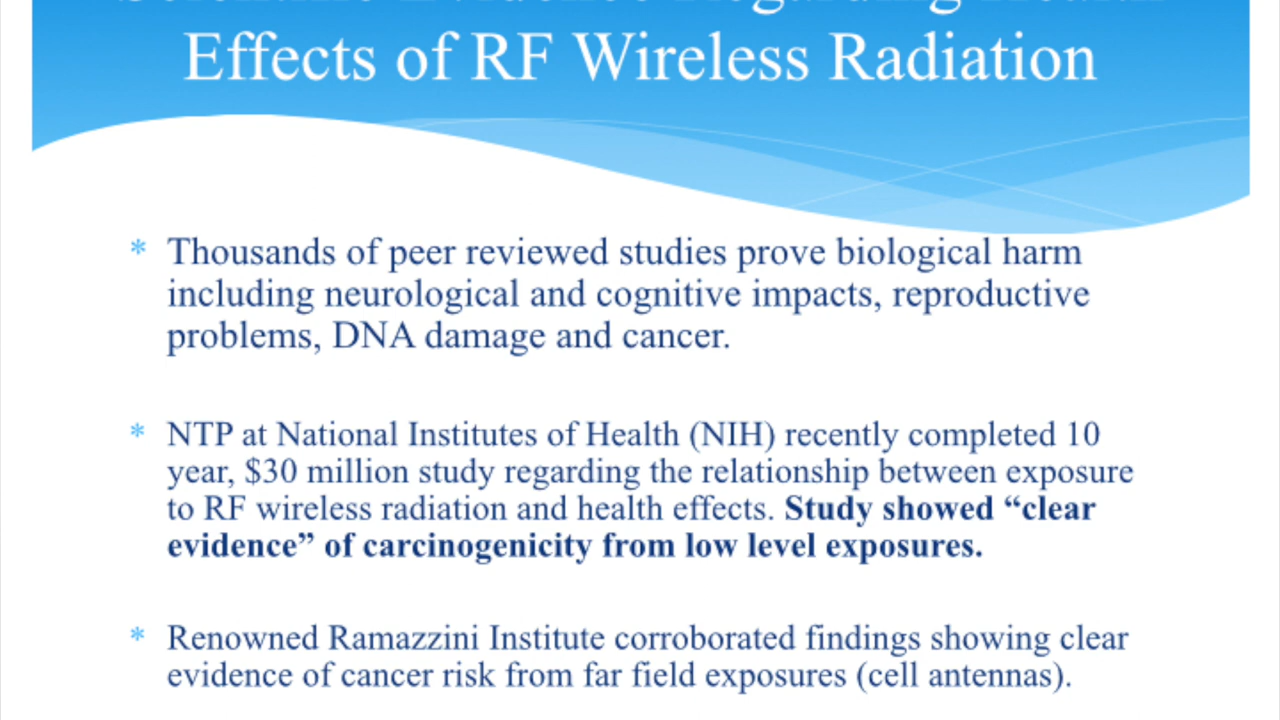 Scientific Evidence Regarding Health
Effects of RF Wireless Radiation
* Thousands of peer reviewed studies prove biological harm
including neurological and cognitive impacts, reproductive
problems, DNA damage and cancer.
* NTP at National Institutes of Health (NIH) recently completed 10
year, $30 million study regarding the relationship between exposure
to RF wireless radiation and health effects. Study showed “clear
evidence” of carcinogenicity from low level exposures.
* Renowned Ramazzini Institute corroborated findings showing clear
evidence of cancer risk from far field exposures (cell antennas).